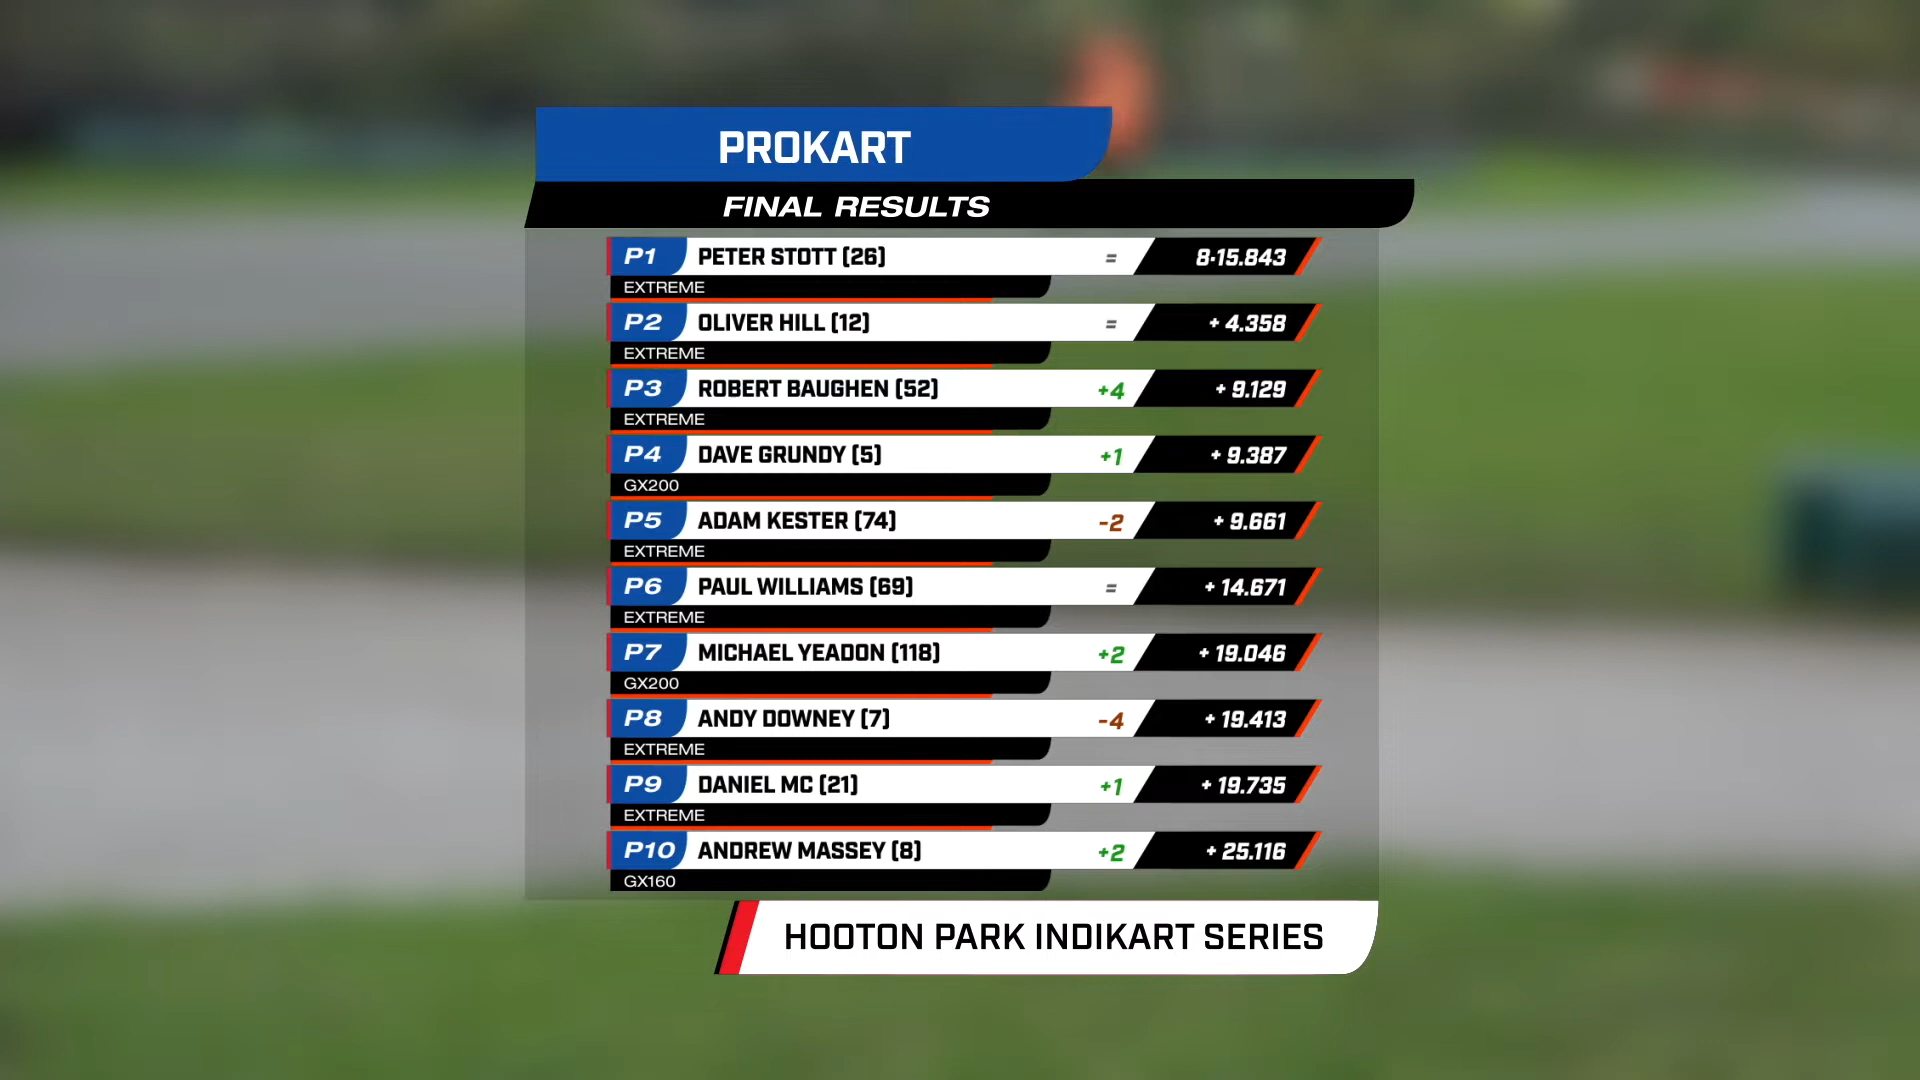 PROKART
FINAL RESULTS
P1 PETER STOTT (26) = 8·15.843
EXTREME
P2 OLIVER HILL (12) = + 4.358
EXTREME
P3 ROBERT BAUGHEN (52) +4 + 9.129
EXTREME
P4 DAVE GRUNDY (5) +1 + 9.387
GX200
P5 ADAM KESTER (74) -2 + 9.661
EXTREME
P6 PAUL WILLIAMS (69) = + 14.671
EXTREME
P7 MICHAEL YEADON (118) +2 + 19.046
GX200
P8 ANDY DOWNEY (7) -4 + 19.413
EXTREME
P9 DANIEL MC (21) +1 + 19.735
EXTREME
P10 ANDREW MASSEY (8) +2 + 25.116
GX160
HOOTON PARK INDIKART SERIES